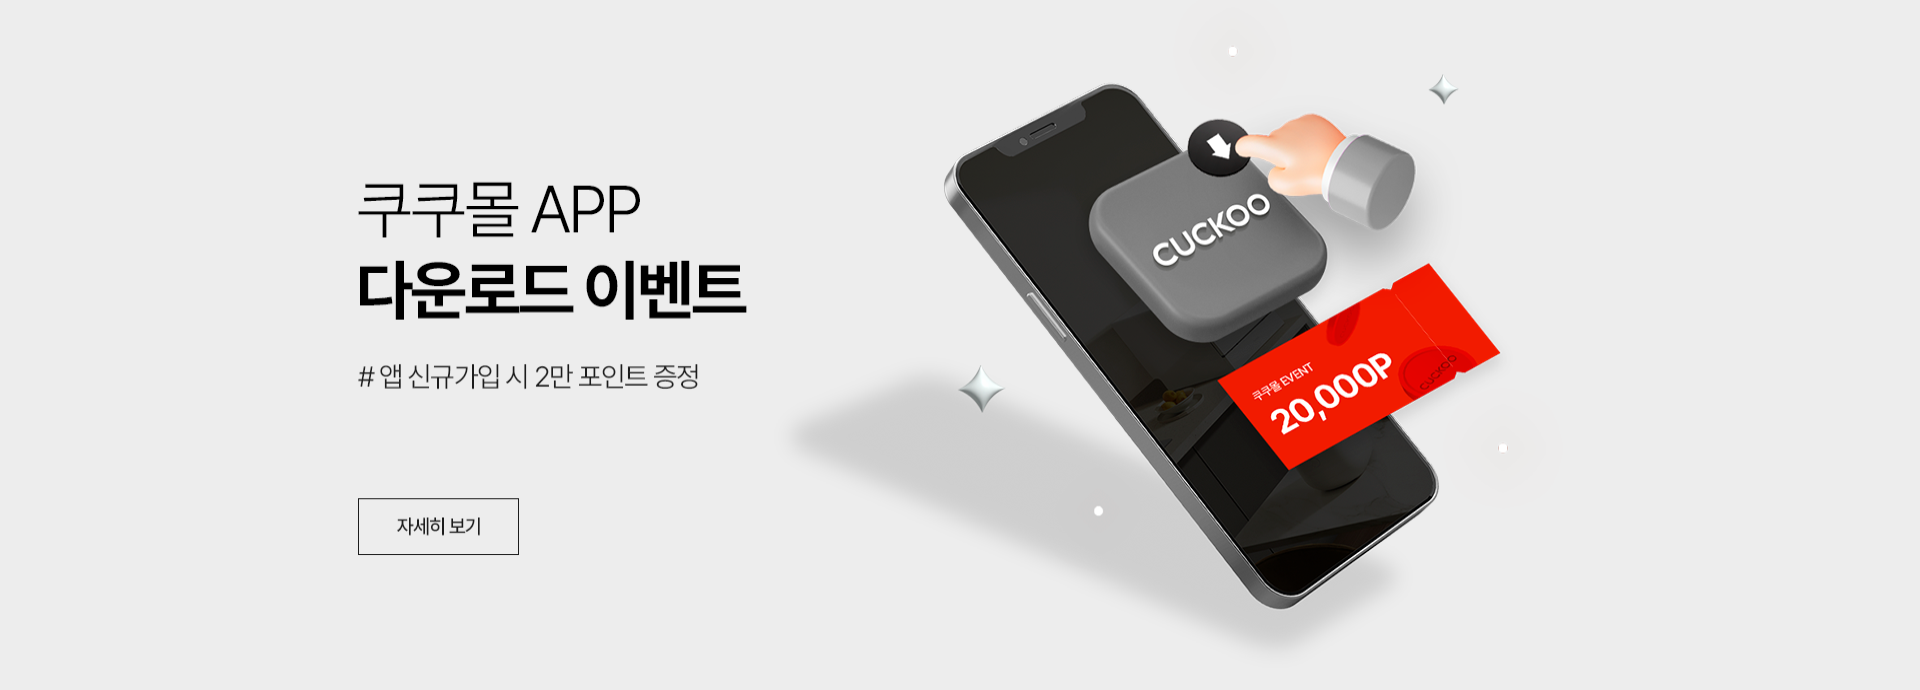 쿠쿠몰 APP
다운로드 이벤트
# 앱 신규가입 시 2만 포인트 증정
자세히 보기
CUCKOO
쿠쿠몰 EVENT
20,000P
CUCKOO